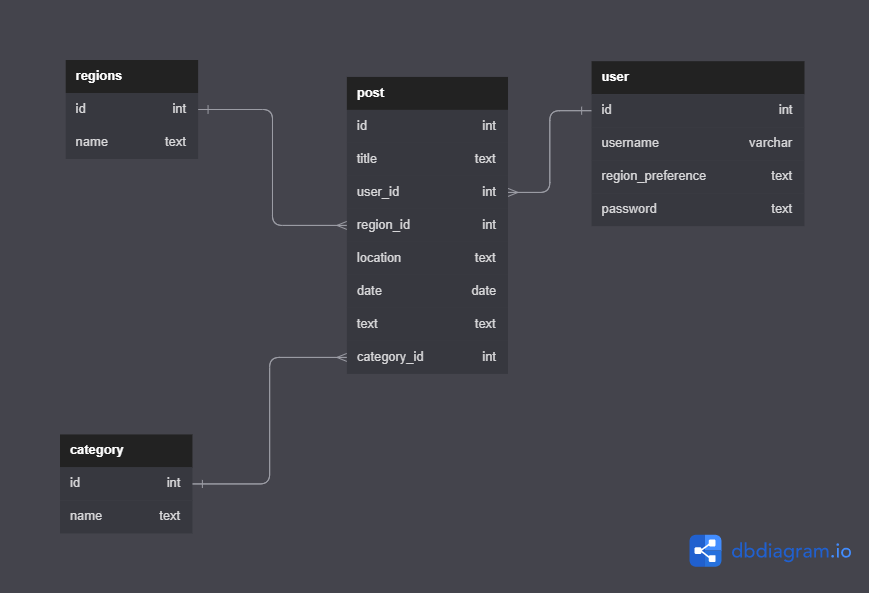 regions
id int
name text
post
id int
title text
user_id int
region_id int
location text
date date
text text
category_id int
user
id int
username varchar
region_preference text
password text
category
id int
name text
dbdiagram.io